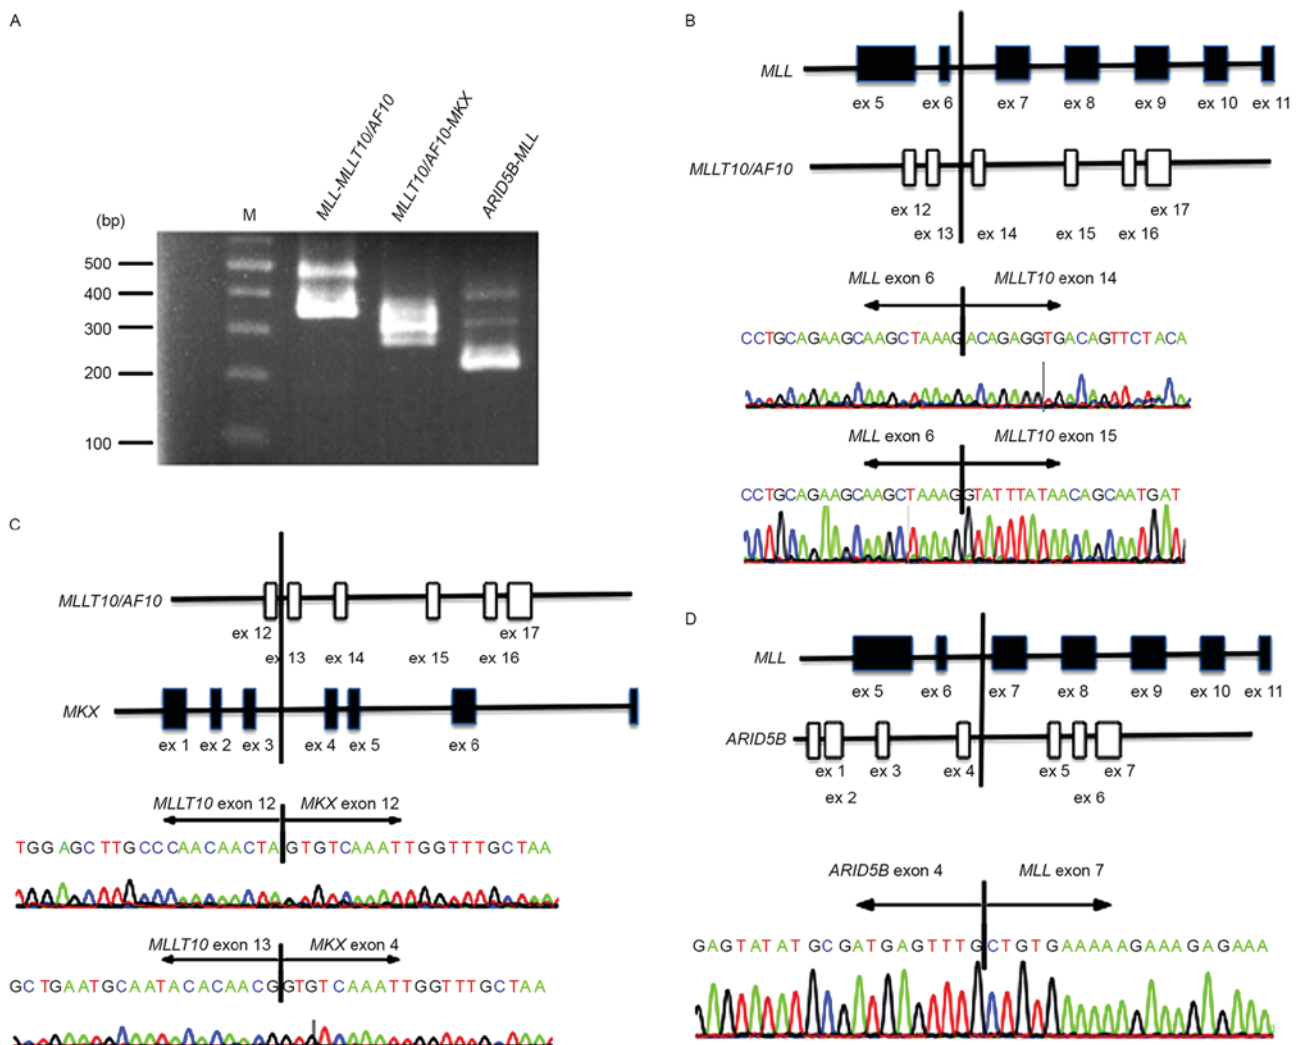 A
MLL-MLLT10/AF10
MLLT10/AF10-MKX
ARID5B-MLL
(bp)
M
500
400
300
200
100
B
MLL
ex 5
ex 6
ex 7
ex 8
ex 9
ex 10
ex 11
MLLT10/AF10
ex 12
ex 13
ex 14
ex 15
ex 16
ex 17
MLL exon 6
MLLT10 exon 14
CCTGCAGAAGCAAGCTAAAGACAGAGGTGACAGTTCTACA
MLL exon 6
MLLT10 exon 15
CCTGCAGAAGCAAGCTAAAGGTATTTATAACAGCAATGAT
C
MLLT10/AF10
ex 12
ex 13
ex 14
ex 15
ex 16
ex 17
MKX
ex 1
ex 2
ex 3
ex 4
ex 5
ex 6
MLLT10 exon 12
MKX exon 12
TGGAGCTTGCCCAACAACTAGTGTCAAATTGGTTTGCTAA
MLLT10 exon 13
MKX exon 4
GCTGAATGCAATACACAACGGTGTCAAATTGGTTTGCTAA
D
MLL
ex 5
ex 6
ex 7
ex 8
ex 9
ex 10
ex 11
ARID5B
ex 1
ex 2
ex 3
ex 4
ex 5
ex 6
ex 7
ARID5B exon 4
MLL exon 7
GAGTATATGCGATGAGTTTGCTGTGAAAAAGAAAGAGAAA